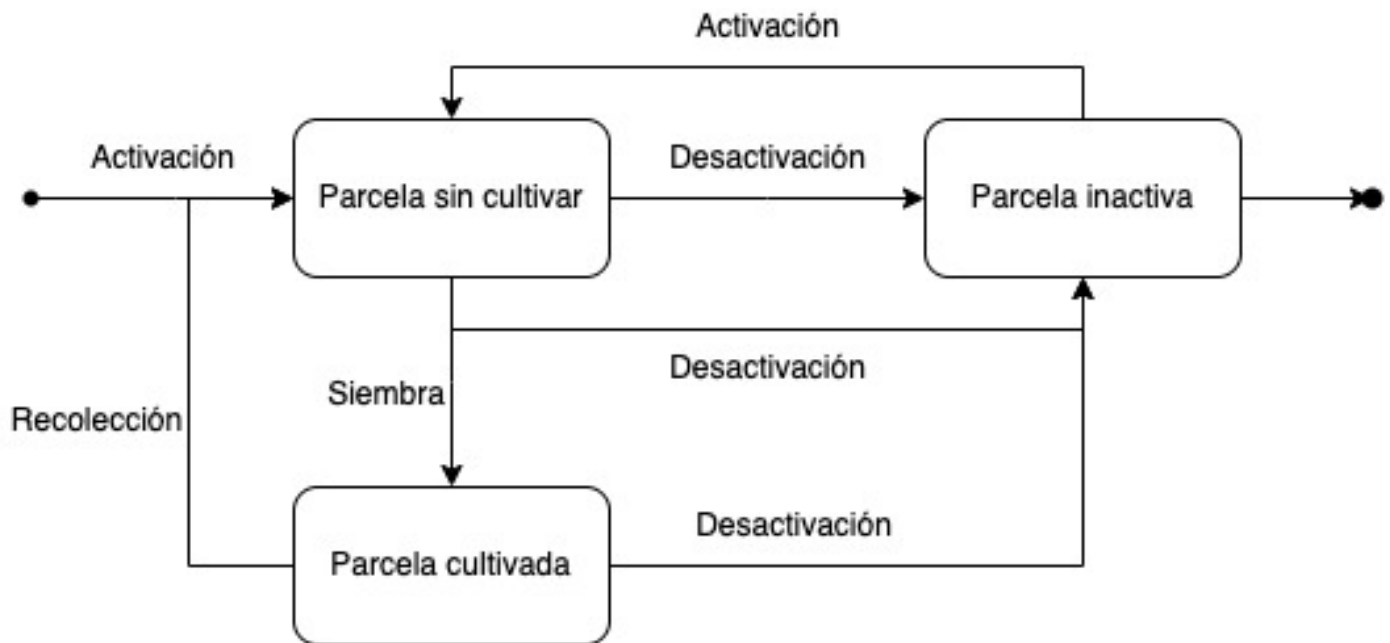 Activación
Activación
Desactivación
Parcela sin cultivar
Parcela inactiva
Desactivación
Siembra
Recolección
Desactivación
Parcela cultivada